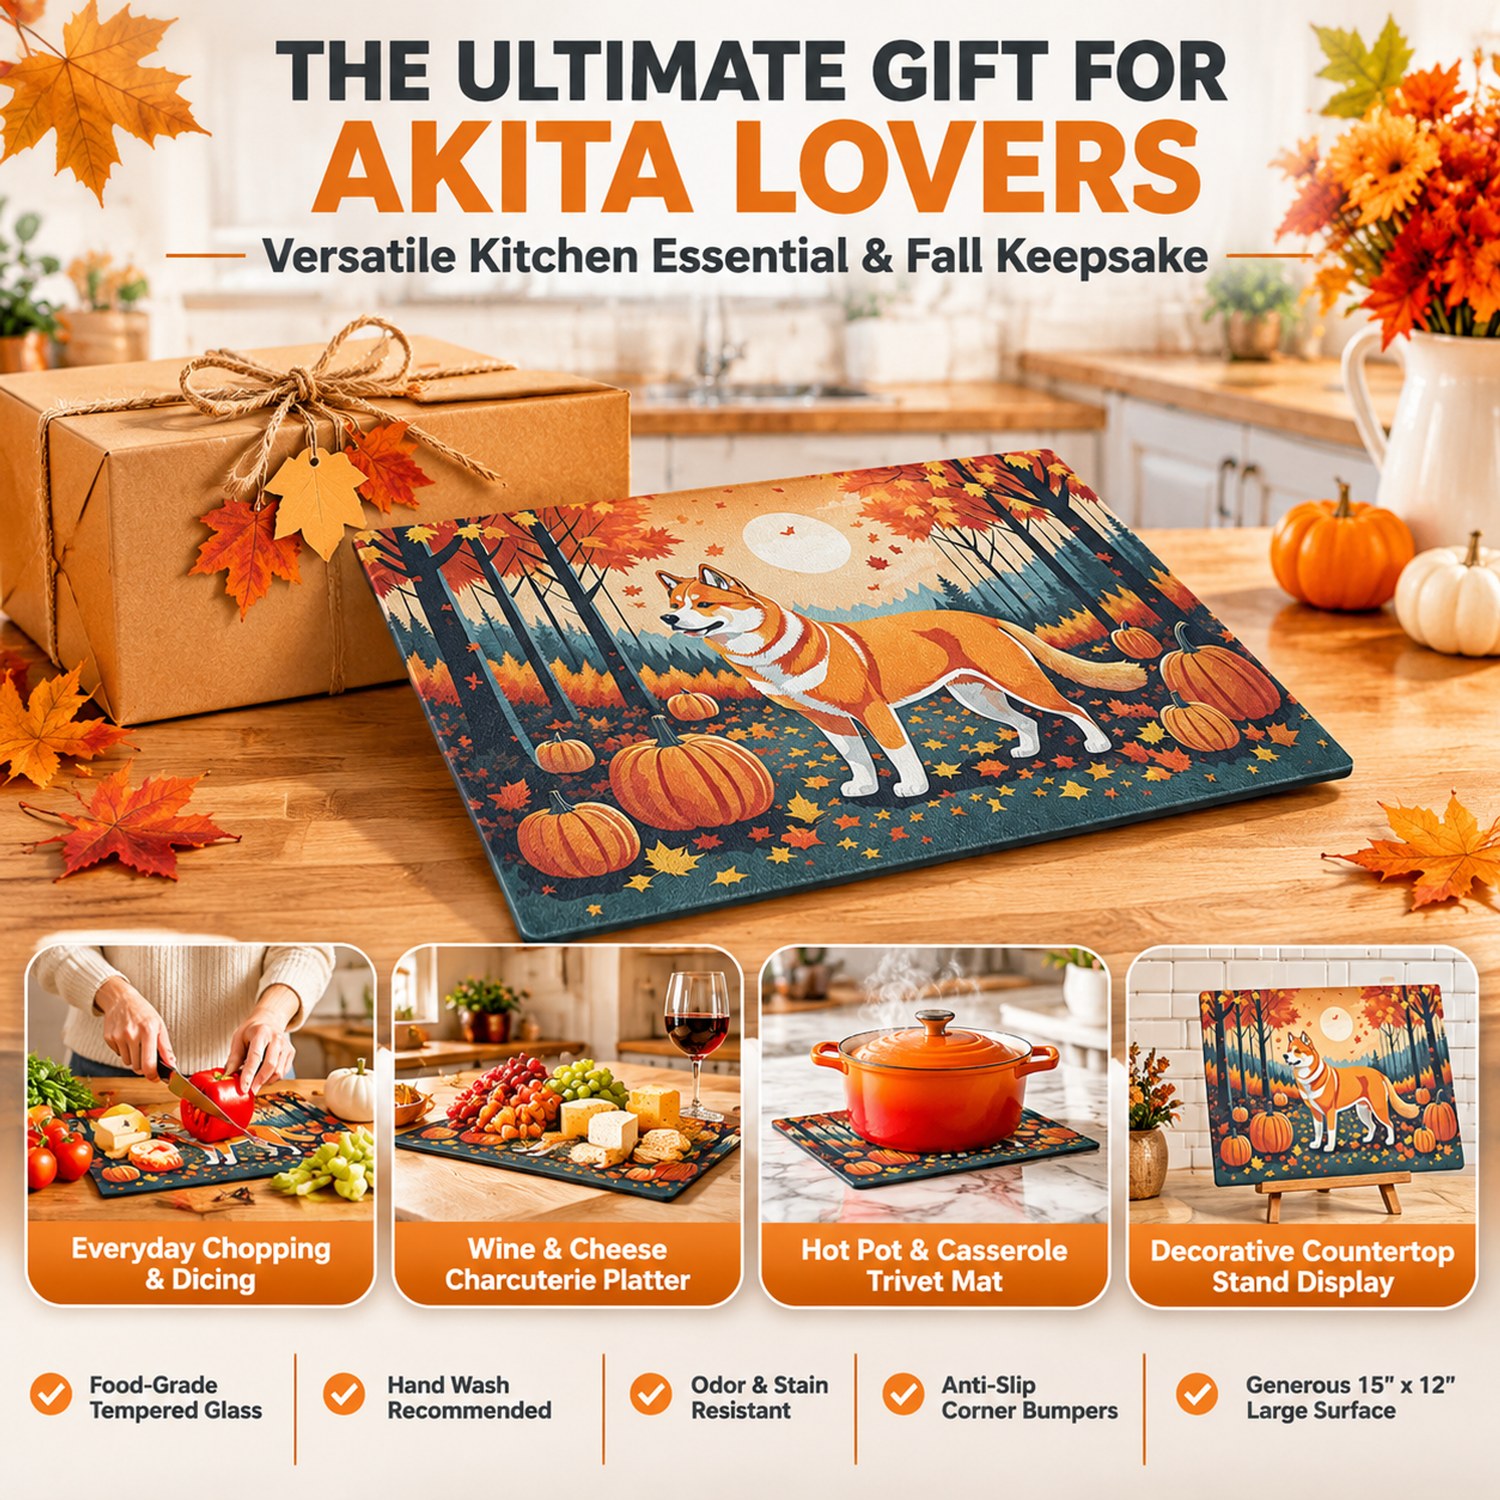 THE ULTIMATE GIFT FOR
AKITA LOVERS
Versatile Kitchen Essential & Fall Keepsake
Everyday Chopping
& Dicing
Wine & Cheese
Charcuterie Platter
Hot Pot & Casserole
Trivet Mat
Decorative Countertop
Stand Display
Food-Grade
Tempered Glass
Hand Wash
Recommended
Odor & Stain
Resistant
Anti-Slip
Corner Bumpers
Generous 15" x 12"
Large Surface